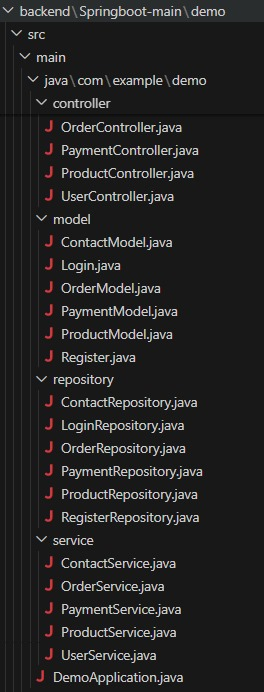 backend\Springboot-main\demo
src
main
java\com\example\demo
controller
OrderController.java
PaymentController.java
ProductController.java
UserController.java
model
ContactModel.java
Login.java
OrderModel.java
PaymentModel.java
ProductModel.java
Register.java
repository
ContactRepository.java
LoginRepository.java
OrderRepository.java
PaymentRepository.java
ProductRepository.java
RegisterRepository.java
service
ContactService.java
OrderService.java
PaymentService.java
ProductService.java
UserService.java
DemoApplication.java